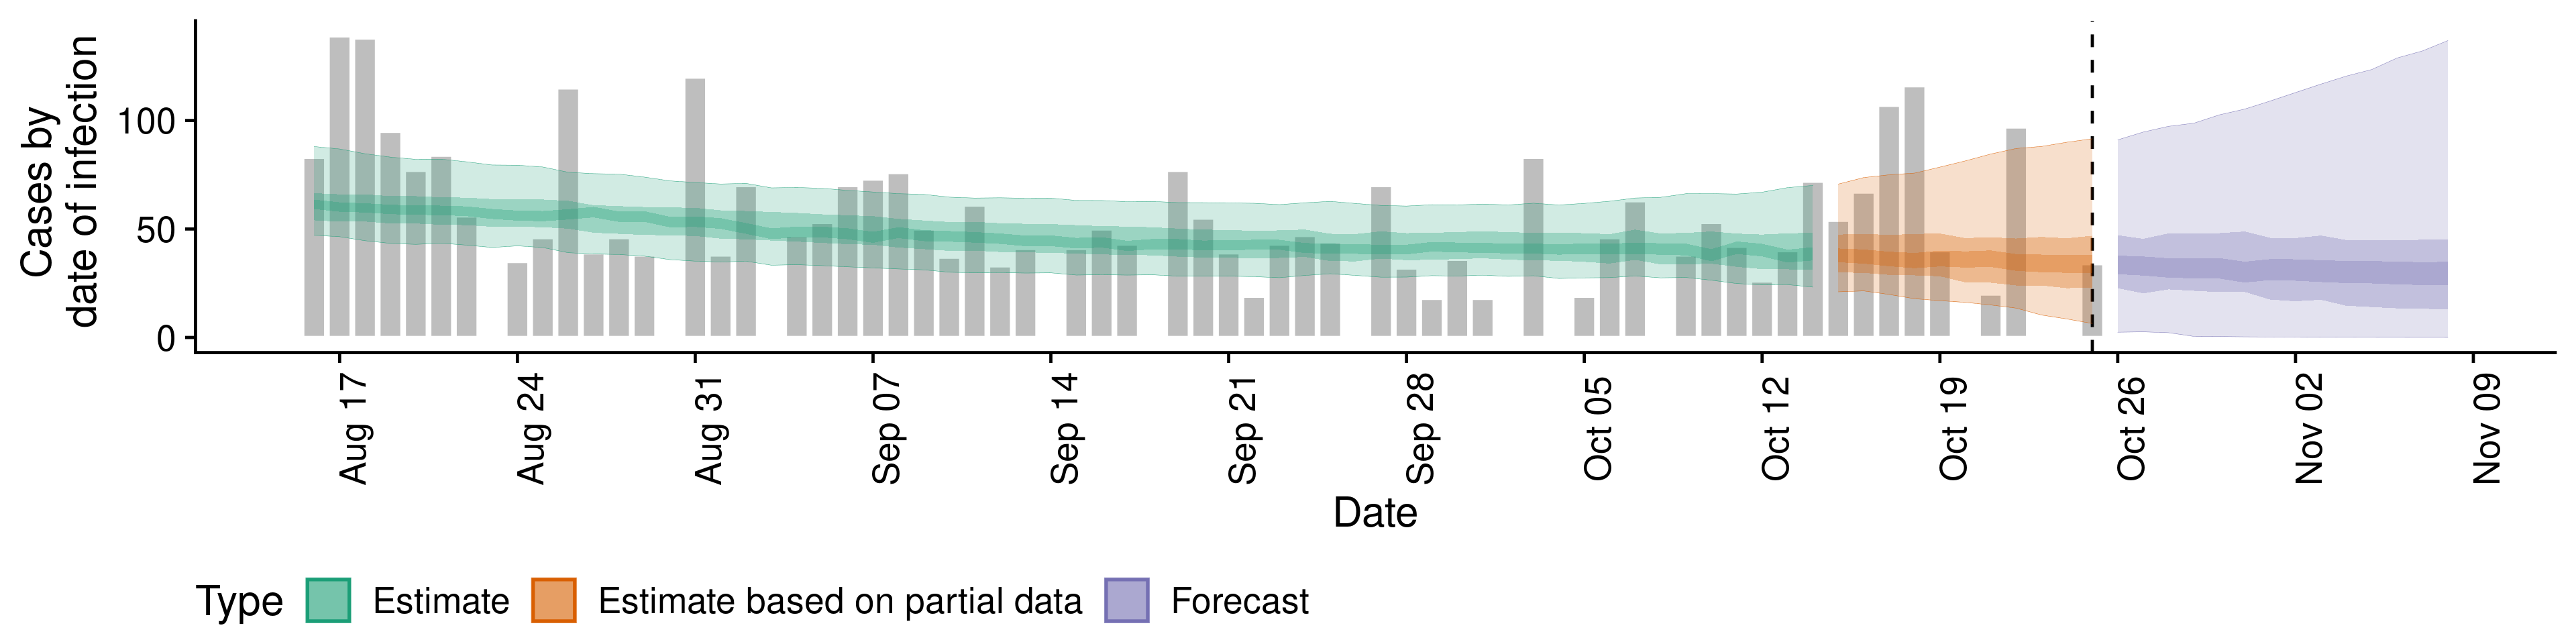 Cases by
date of infection
100
50
0
Aug 17
Aug 24
Aug 31
Sep 07
Sep 14
Sep 21
Sep 28
Oct 05
Oct 12
Oct 19
Oct 26
Nov 02
Nov 09
Date
Type Estimate Estimate based on partial data Forecast